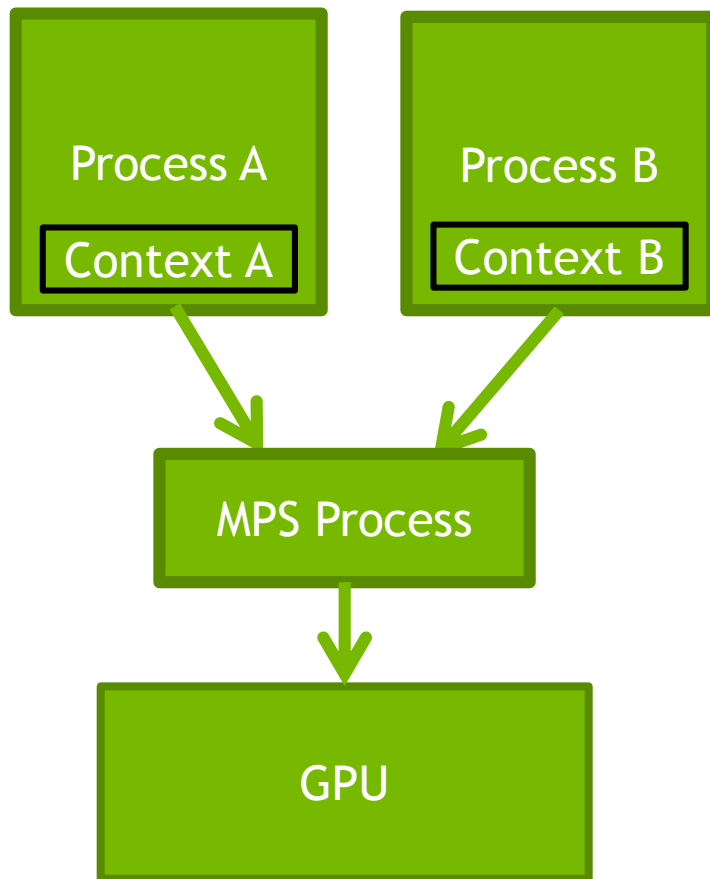 Process A
Context A
Process B
Context B
MPS Process
GPU